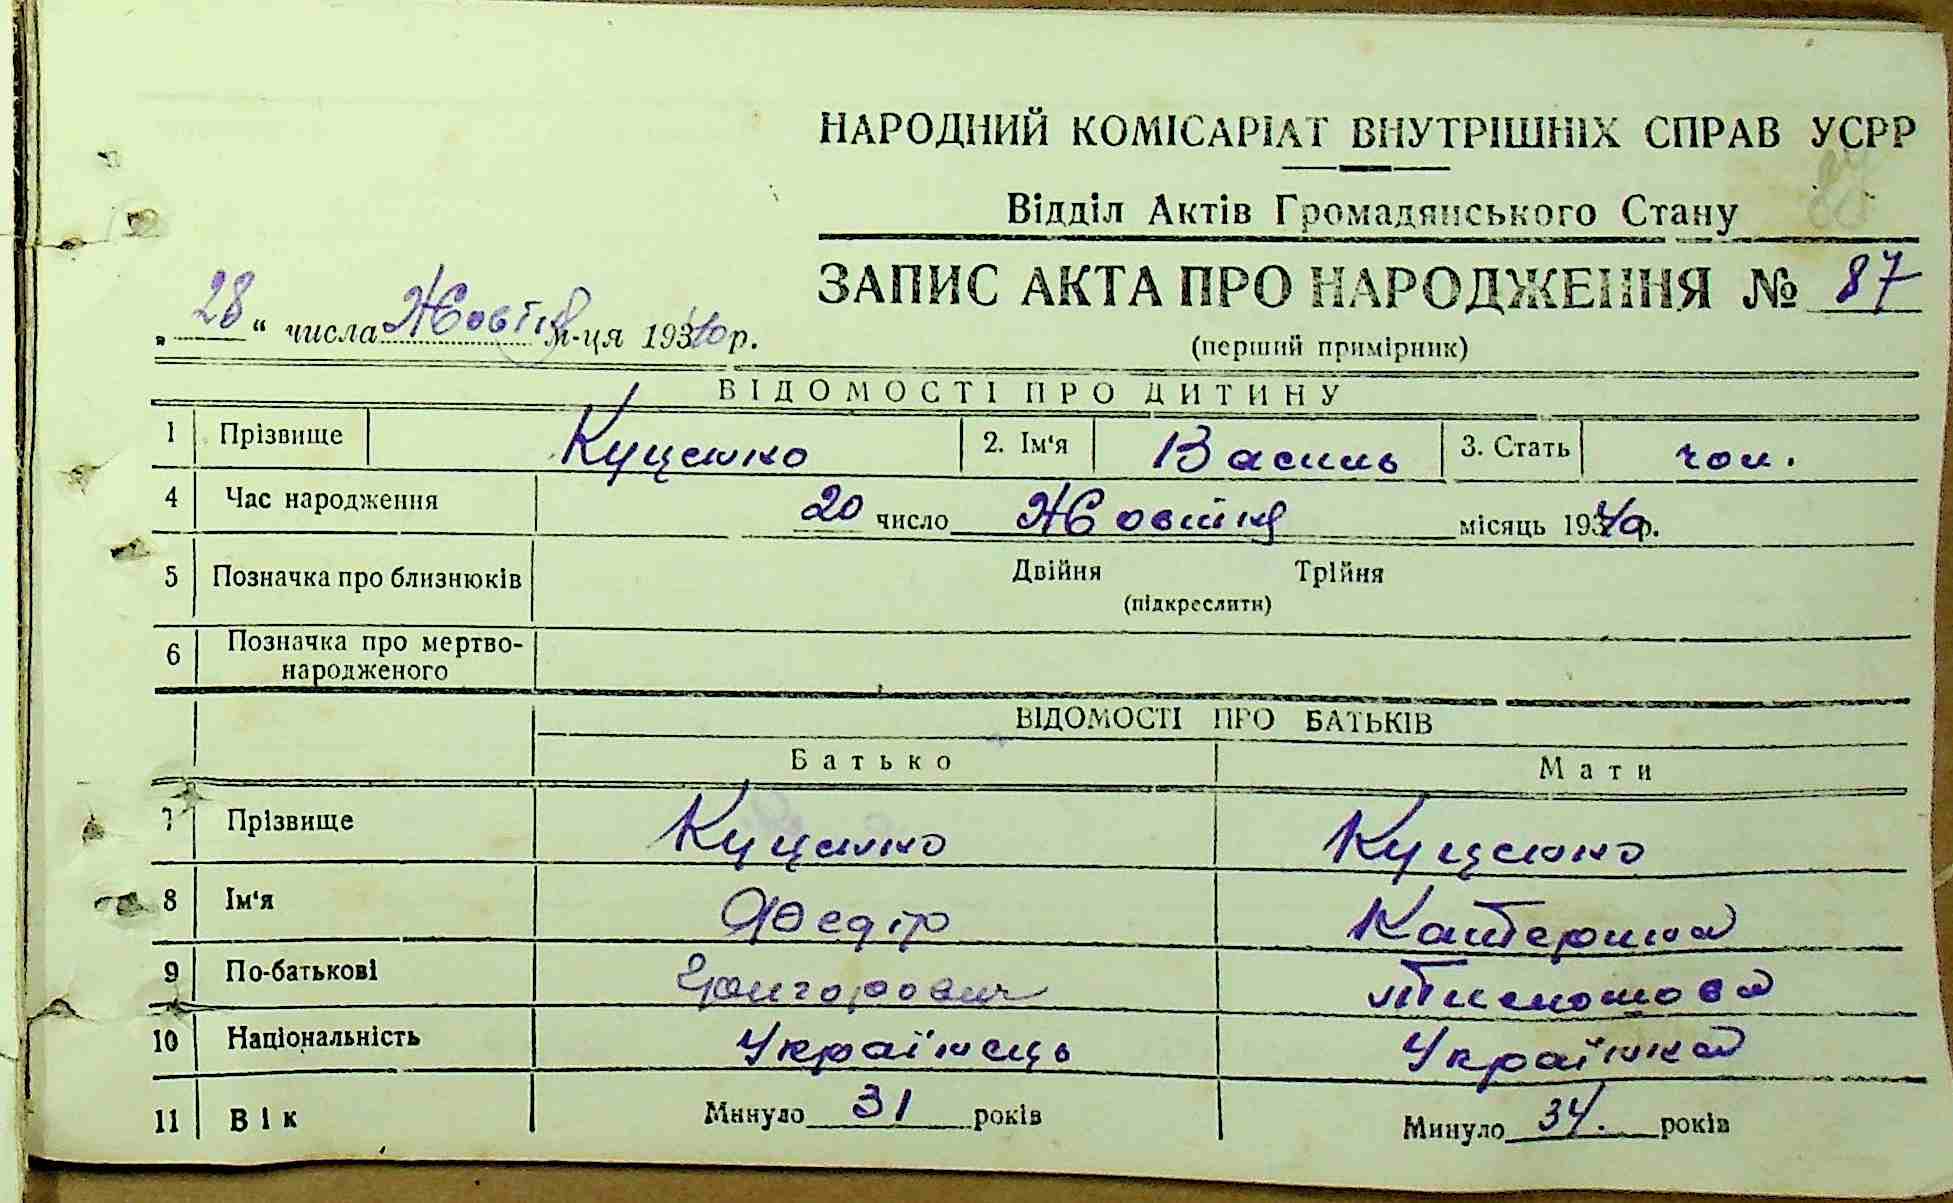 НАРОДНИЙ КОМІСАРІАТ ВНУТРІШНІХ СПРАВ УСРР
Відділ Актів Громадянського Стану
ЗАПИС АКТА ПРО НАРОДЖЕННЯ № 87
„28“ числа Жовтня м-ця 1940 р.
(перший примірник)
ВІДОМОСТІ ПРО ДИТИНУ
1 Прізвище Куценко 2. Ім'я Василь 3. Стать чол.
4 Час народження 20 число Жовтня місяць 1940 р.
5 Позначка про близнюків Двійня Трійня
(підкреслити)
6 Позначка про мертво-
народженого
ВІДОМОСТІ ПРО БАТЬКІВ
Батько Мати
7 Прізвище Куценко Куценко
8 Ім'я Федір Катерина
9 По-батькові Григорович
10 Національність Українець Українка
11 Вік Минуло 31 років Минуло 34. років